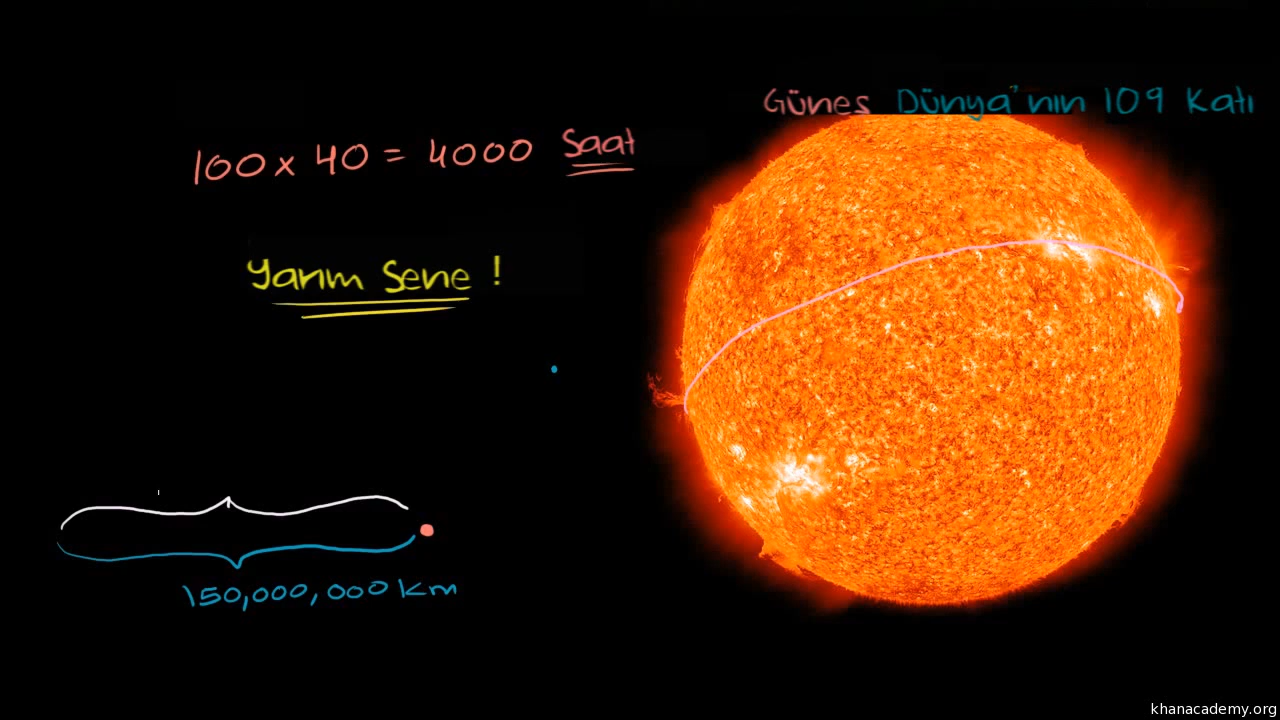 Güneş Dünya'nın 109 Katı
100 x 40 = 4000 Saat
Yarım Sene !
150,000,000 km
khanacademy.org